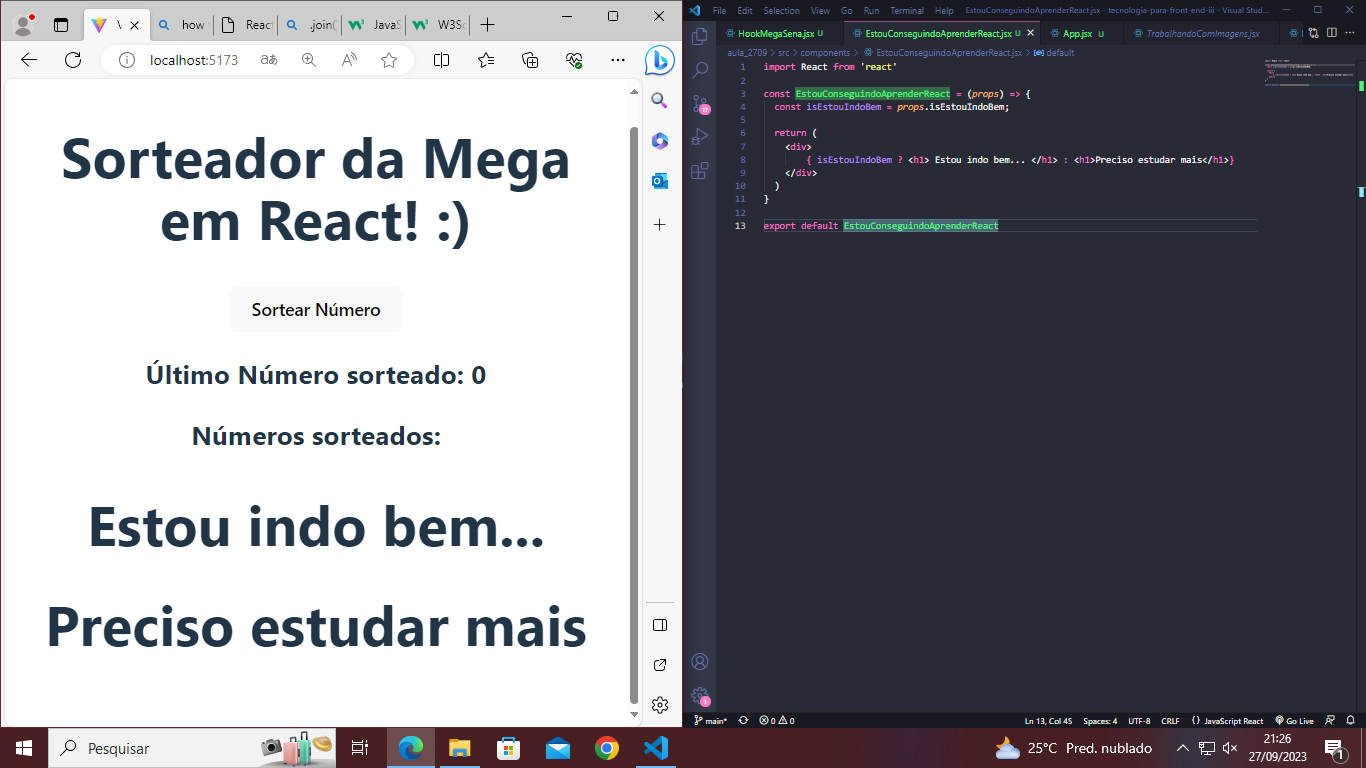 V
how
React
.join(
JavaS
W3Sc
localhost:5173
Sorteador da Mega
em React! :)
Sortear Número
Último Número sorteado: 0
Números sorteados:
Estou indo bem...
Preciso estudar mais
File Edit Selection View Go Run Terminal Help
EstouConseguindoAprenderReact.jsx - tecnologia-para-front-end-iii - Visual Stud...
HookMegaSena.jsx U
EstouConseguindoAprenderReact.jsx U
App.jsx U
TrabalhandoComImagens.jsx
aula_2709 > src > components > EstouConseguindoAprenderReact.jsx > default
17
1 import React from 'react'
2
3 const EstouConseguindoAprenderReact = (props) => {
4 const isEstouIndoBem = props.isEstouIndoBem;
5
6 return (
7 <div>
8 { isEstouIndoBem ? <h1> Estou indo bem... </h1> : <h1>Preciso estudar mais</h1>}
9 </div>
10 )
11 }
12
13 export default EstouConseguindoAprenderReact
1
main* 0 0
Ln 13, Col 45 Spaces: 4 UTF-8 CRLF {} JavaScript React Go Live
Pesquisar
25°C Pred. nublado
21:26
27/09/2023
1